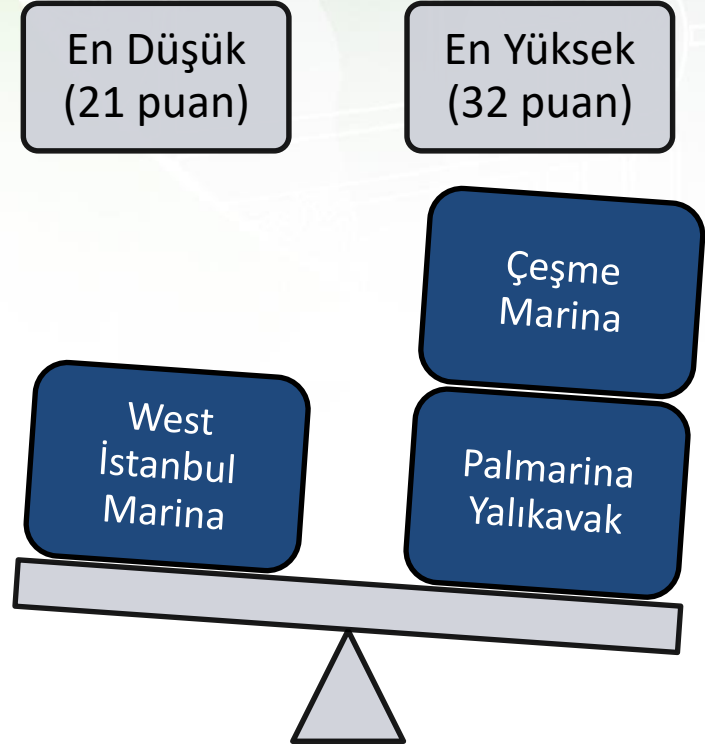 En Düşük
(21 puan)
En Yüksek
(32 puan)
Çeşme
Marina
West
İstanbul
Marina
Palmarina
Yalıkavak